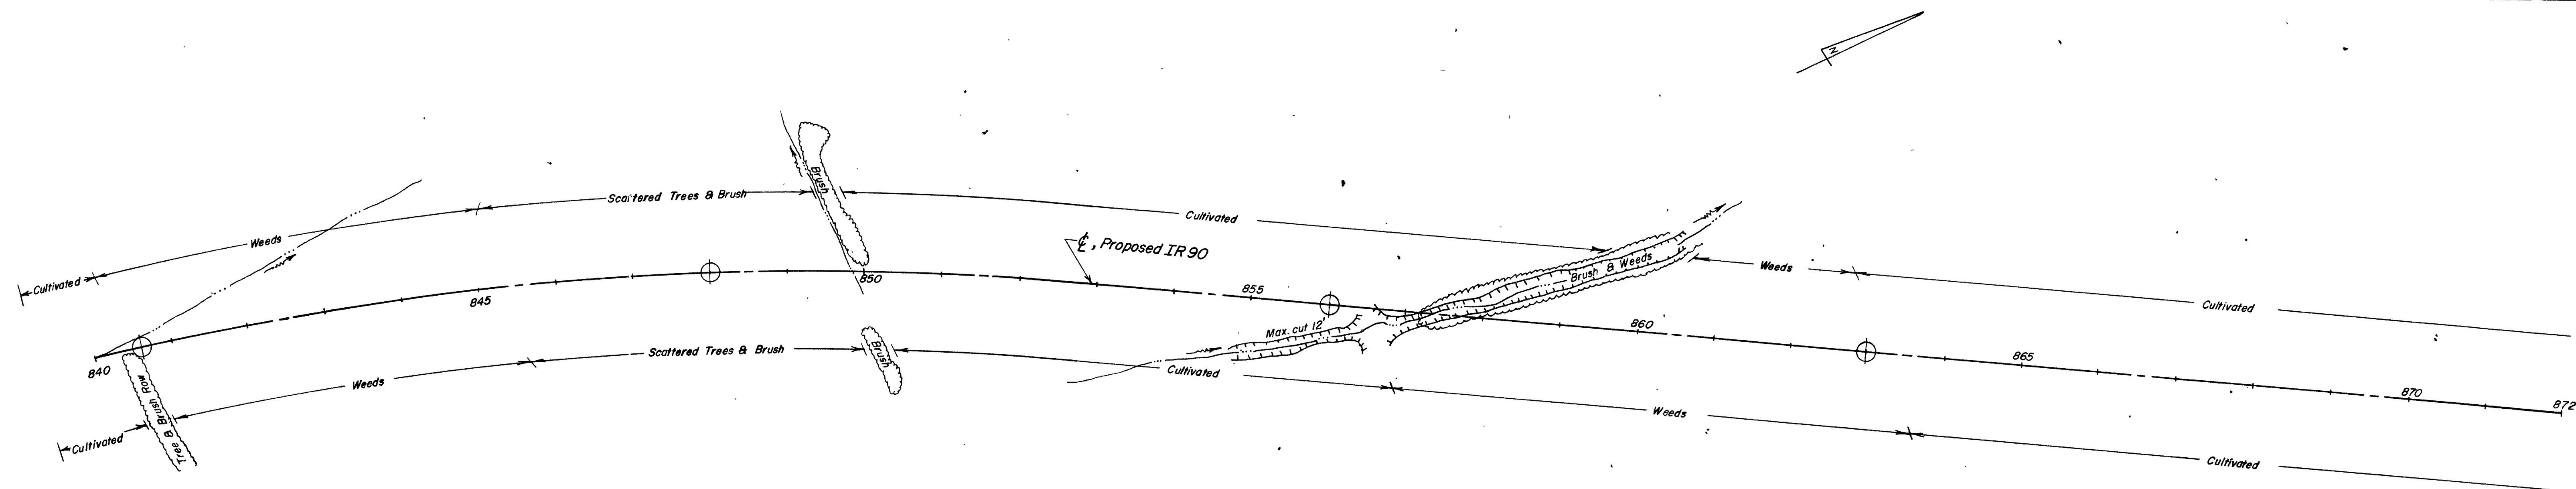 N
Scattered Trees & Brush
Brush
Cultivated
Weeds
℄, Proposed IR 90
Cultivated
Brush & Weeds
Weeds
Cultivated
840
845
850
855
860
865
870
872
Max. cut 12'
Tree & Brush Row
Cultivated
Weeds
Scattered Trees & Brush
Brush
Cultivated
Weeds
Cultivated